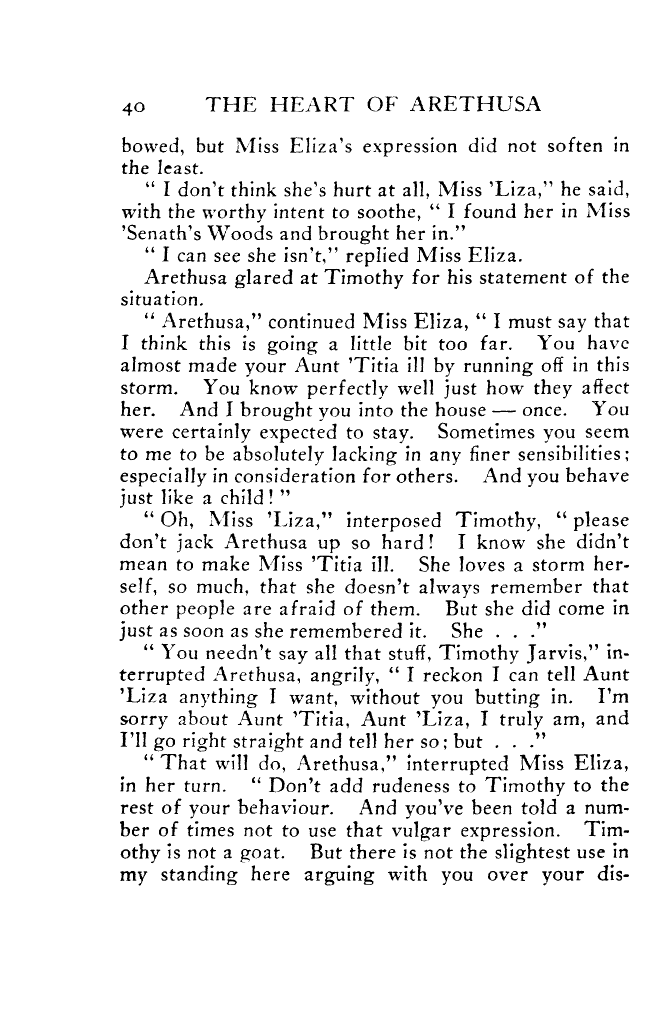 40 THE HEART OF ARETHUSA
bowed, but Miss Eliza's expression did not soften in
the least.
“ I don't think she's hurt at all, Miss 'Liza,” he said,
with the worthy intent to soothe, “ I found her in Miss
'Senath's Woods and brought her in.”
“ I can see she isn't,” replied Miss Eliza.
Arethusa glared at Timothy for his statement of the
situation.
“ Arethusa,” continued Miss Eliza, “ I must say that
I think this is going a little bit too far. You have
almost made your Aunt 'Titia ill by running off in this
storm. You know perfectly well just how they affect
her. And I brought you into the house — once. You
were certainly expected to stay. Sometimes you seem
to me to be absolutely lacking in any finer sensibilities;
especially in consideration for others. And you behave
just like a child! ”
“ Oh, Miss 'Liza,” interposed Timothy, “ please
don't jack Arethusa up so hard! I know she didn't
mean to make Miss 'Titia ill. She loves a storm her-
self, so much, that she doesn't always remember that
other people are afraid of them. But she did come in
just as soon as she remembered it. She . . .”
“ You needn't say all that stuff, Timothy Jarvis,” in-
terrupted Arethusa, angrily, “ I reckon I can tell Aunt
'Liza anything I want, without you butting in. I'm
sorry about Aunt 'Titia, Aunt 'Liza, I truly am, and
I'll go right straight and tell her so; but . . .”
“ That will do, Arethusa,” interrupted Miss Eliza,
in her turn. “ Don't add rudeness to Timothy to the
rest of your behaviour. And you've been told a num-
ber of times not to use that vulgar expression. Tim-
othy is not a goat. But there is not the slightest use in
my standing here arguing with you over your dis-